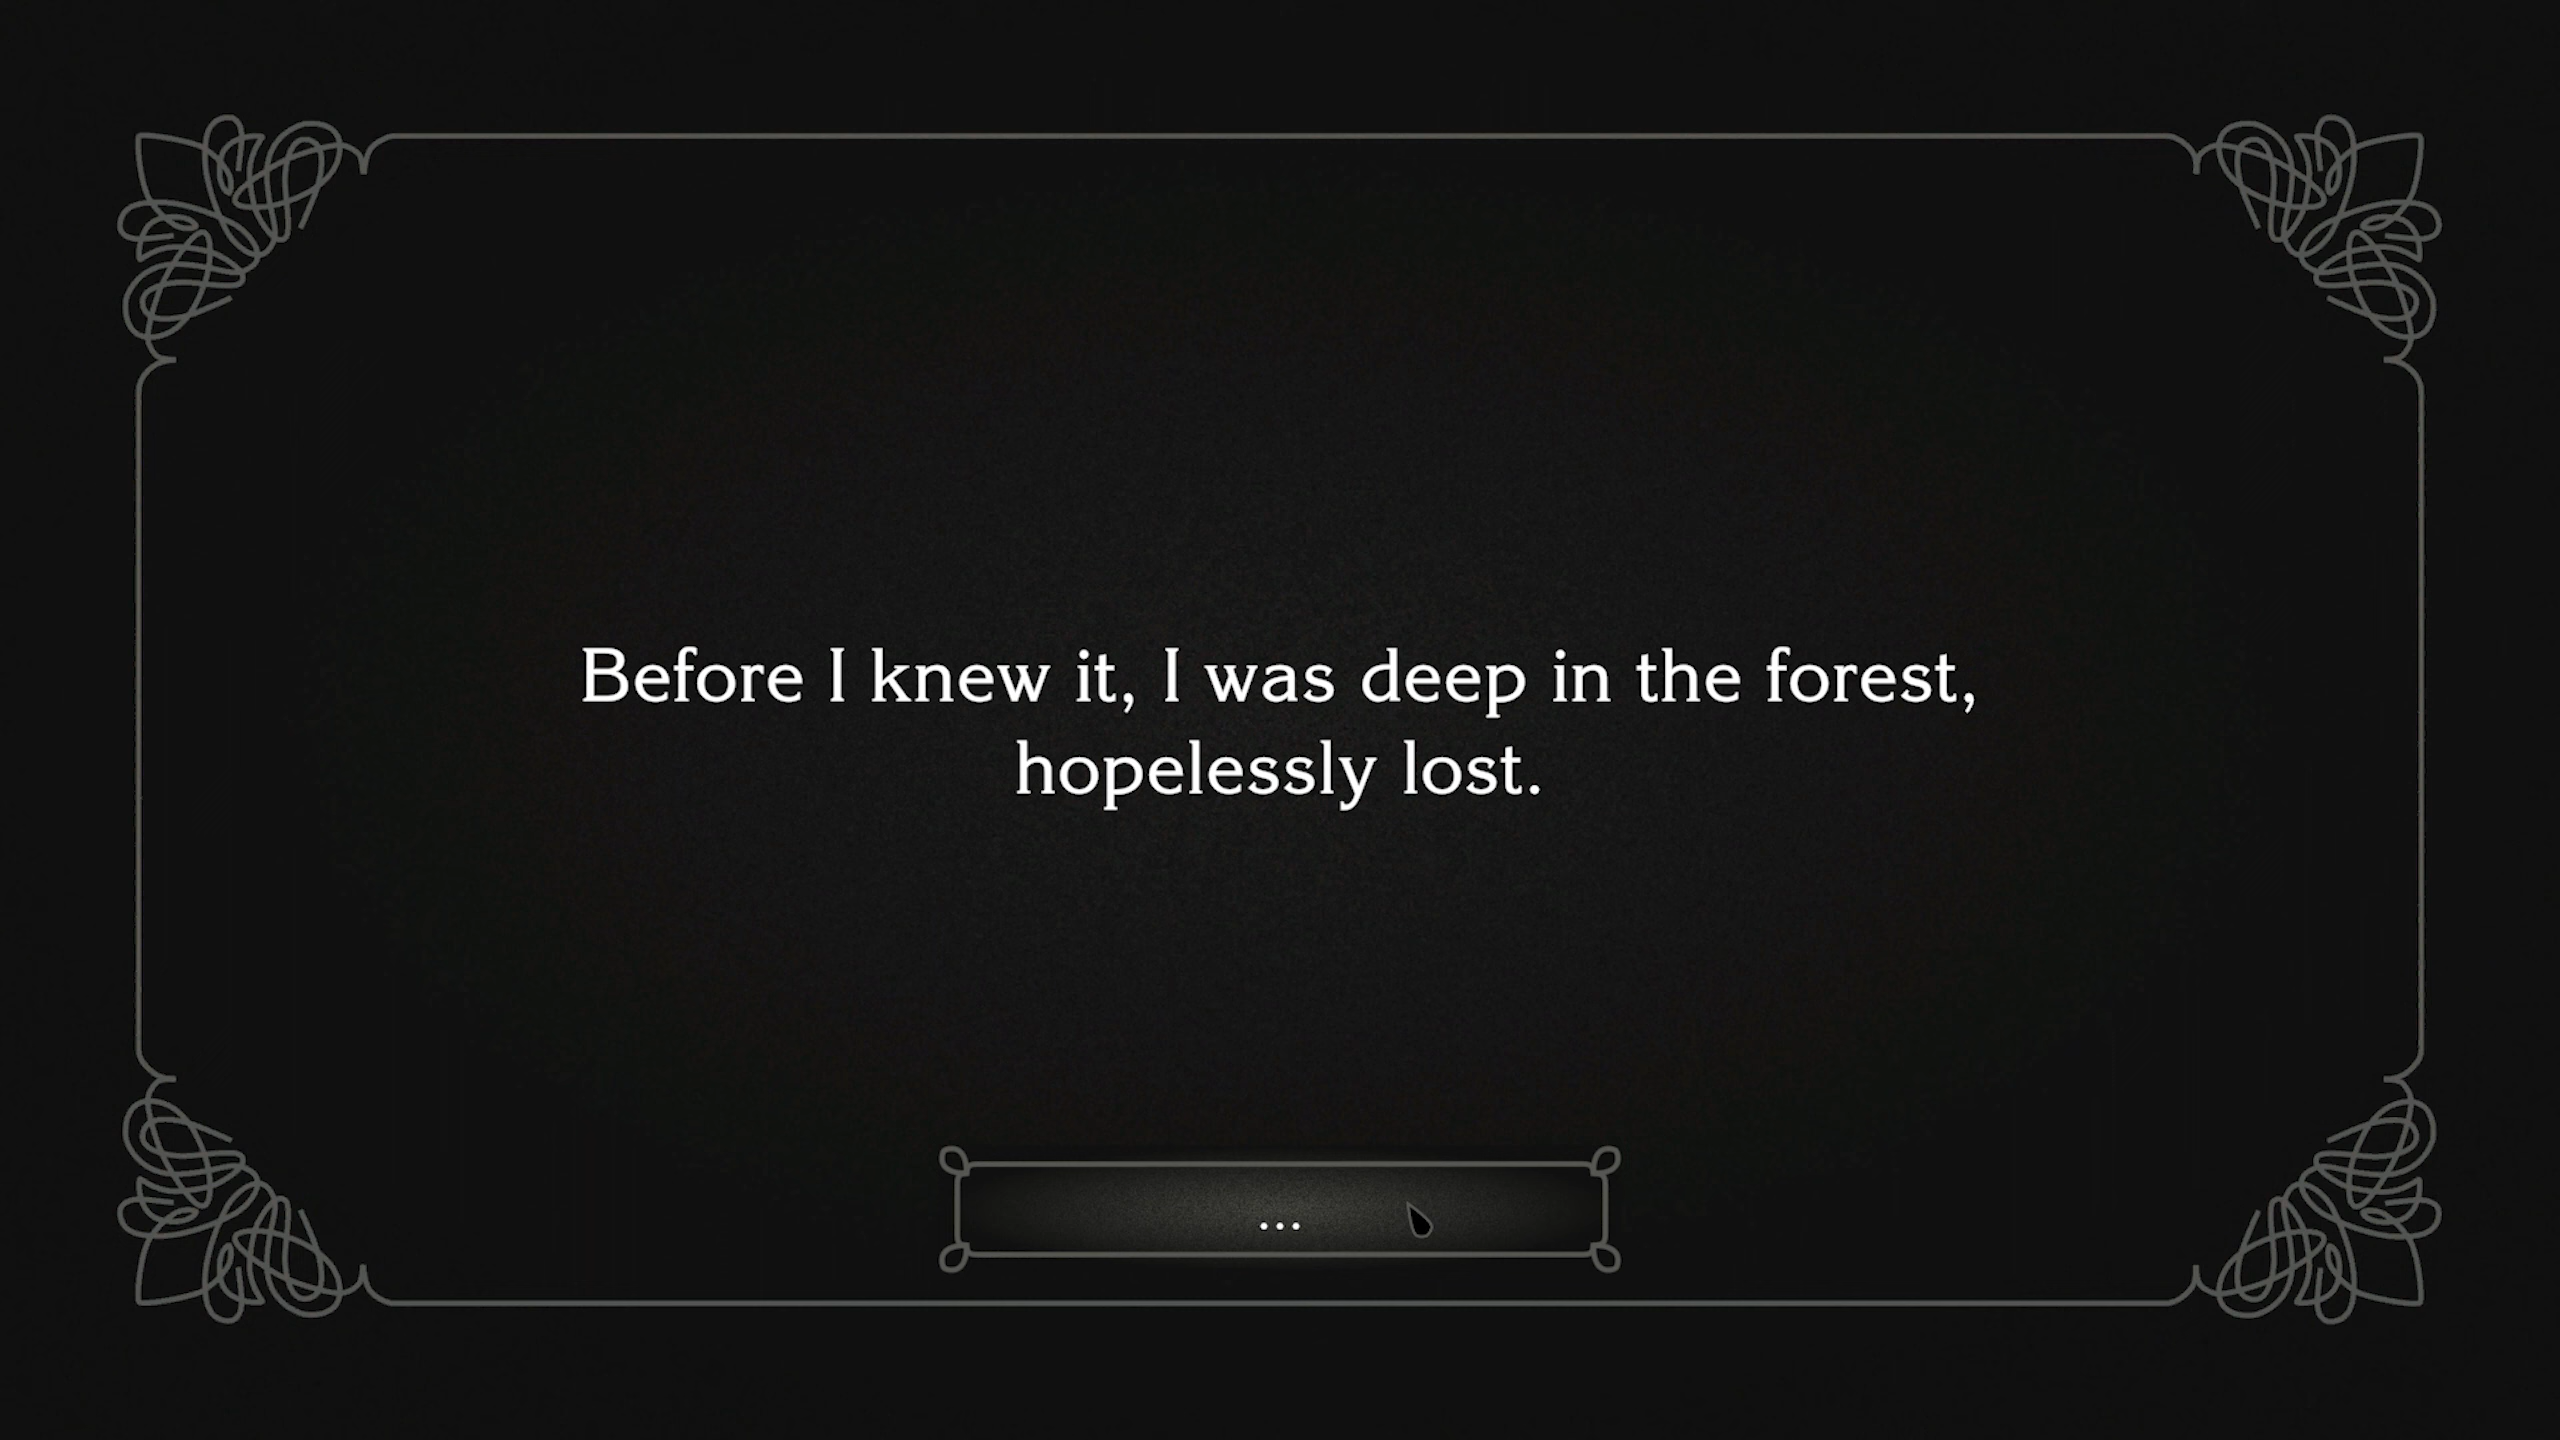 Before I knew it, I was deep in the forest,
hopelessly lost.
...